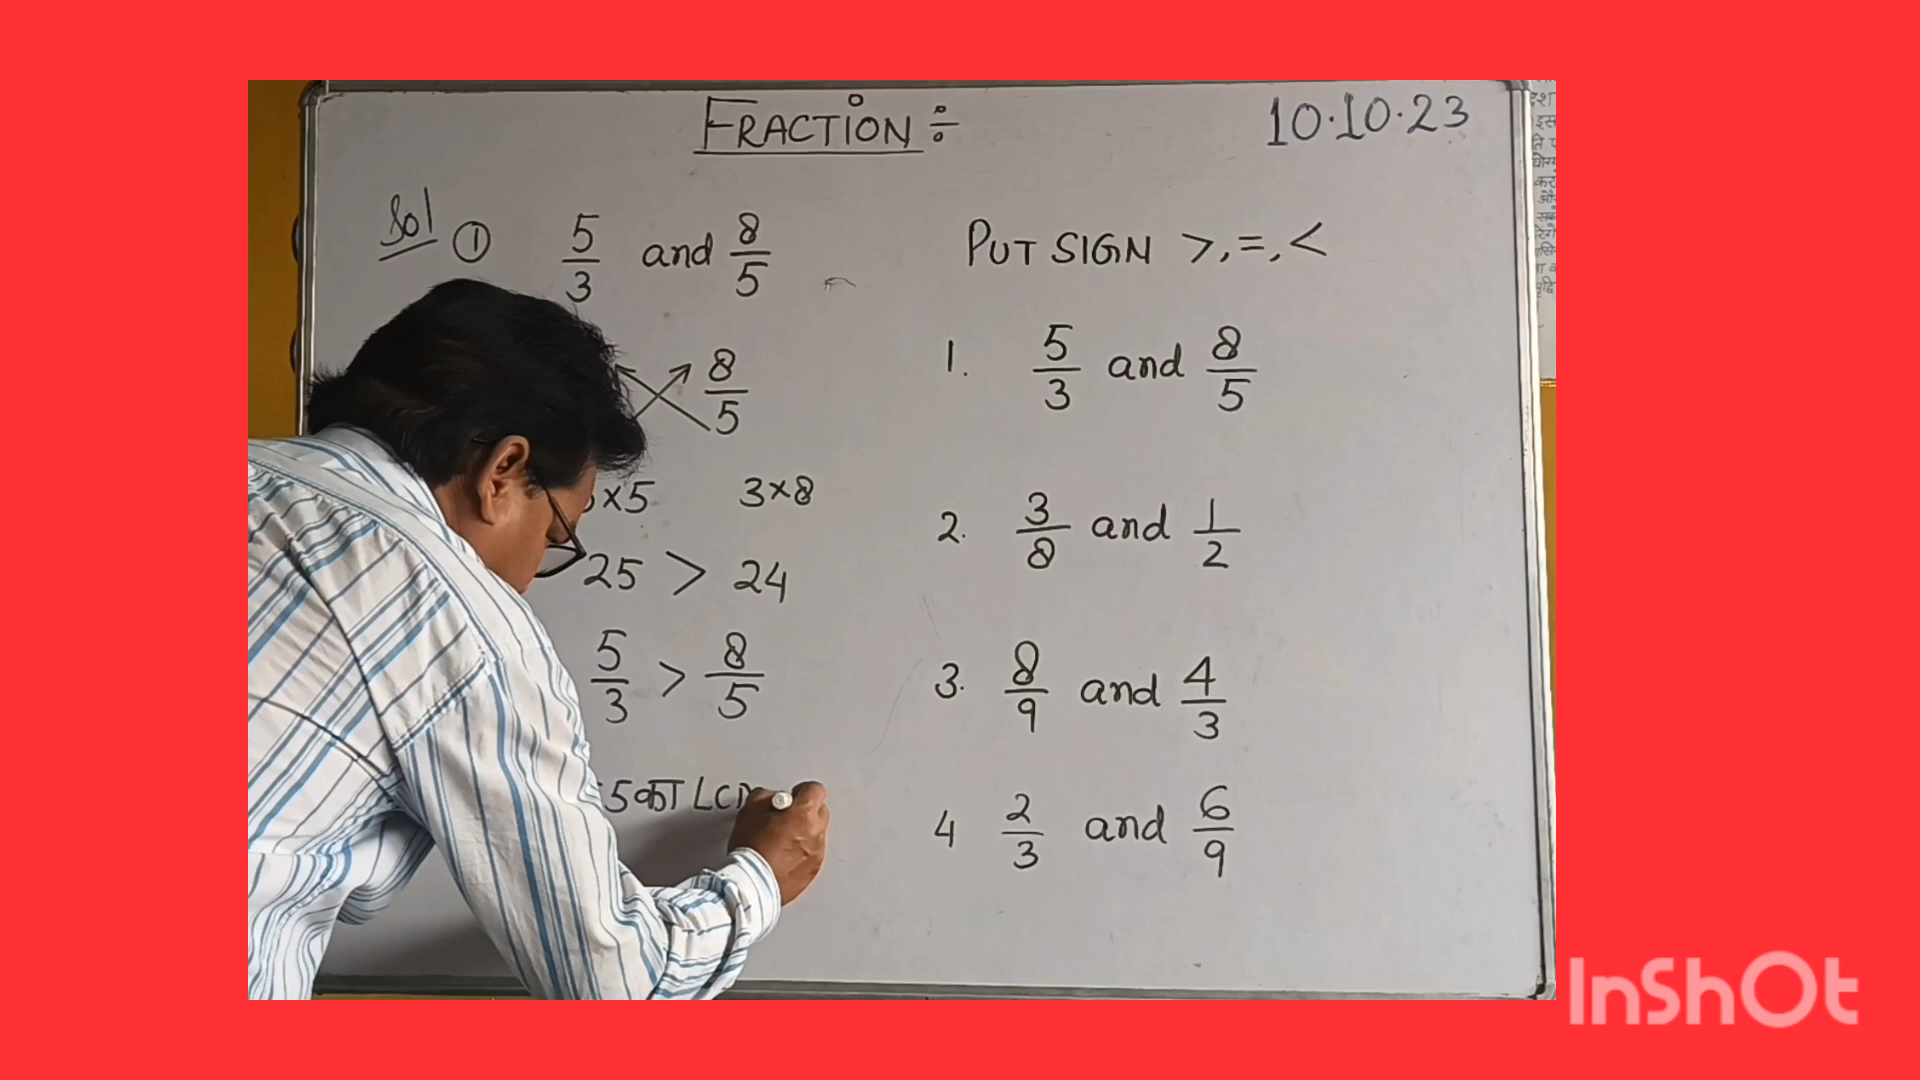 FRACTION ÷
10.10.23
Sol ① 5/3 and 8/5
8/5
×5 3×8
25 > 24
5/3 > 8/5
5 का LC
PUT SIGN >, =, <
1. 5/3 and 8/5
2. 3/8 and 1/2
3. 8/9 and 4/3
4 2/3 and 6/9
InShOt